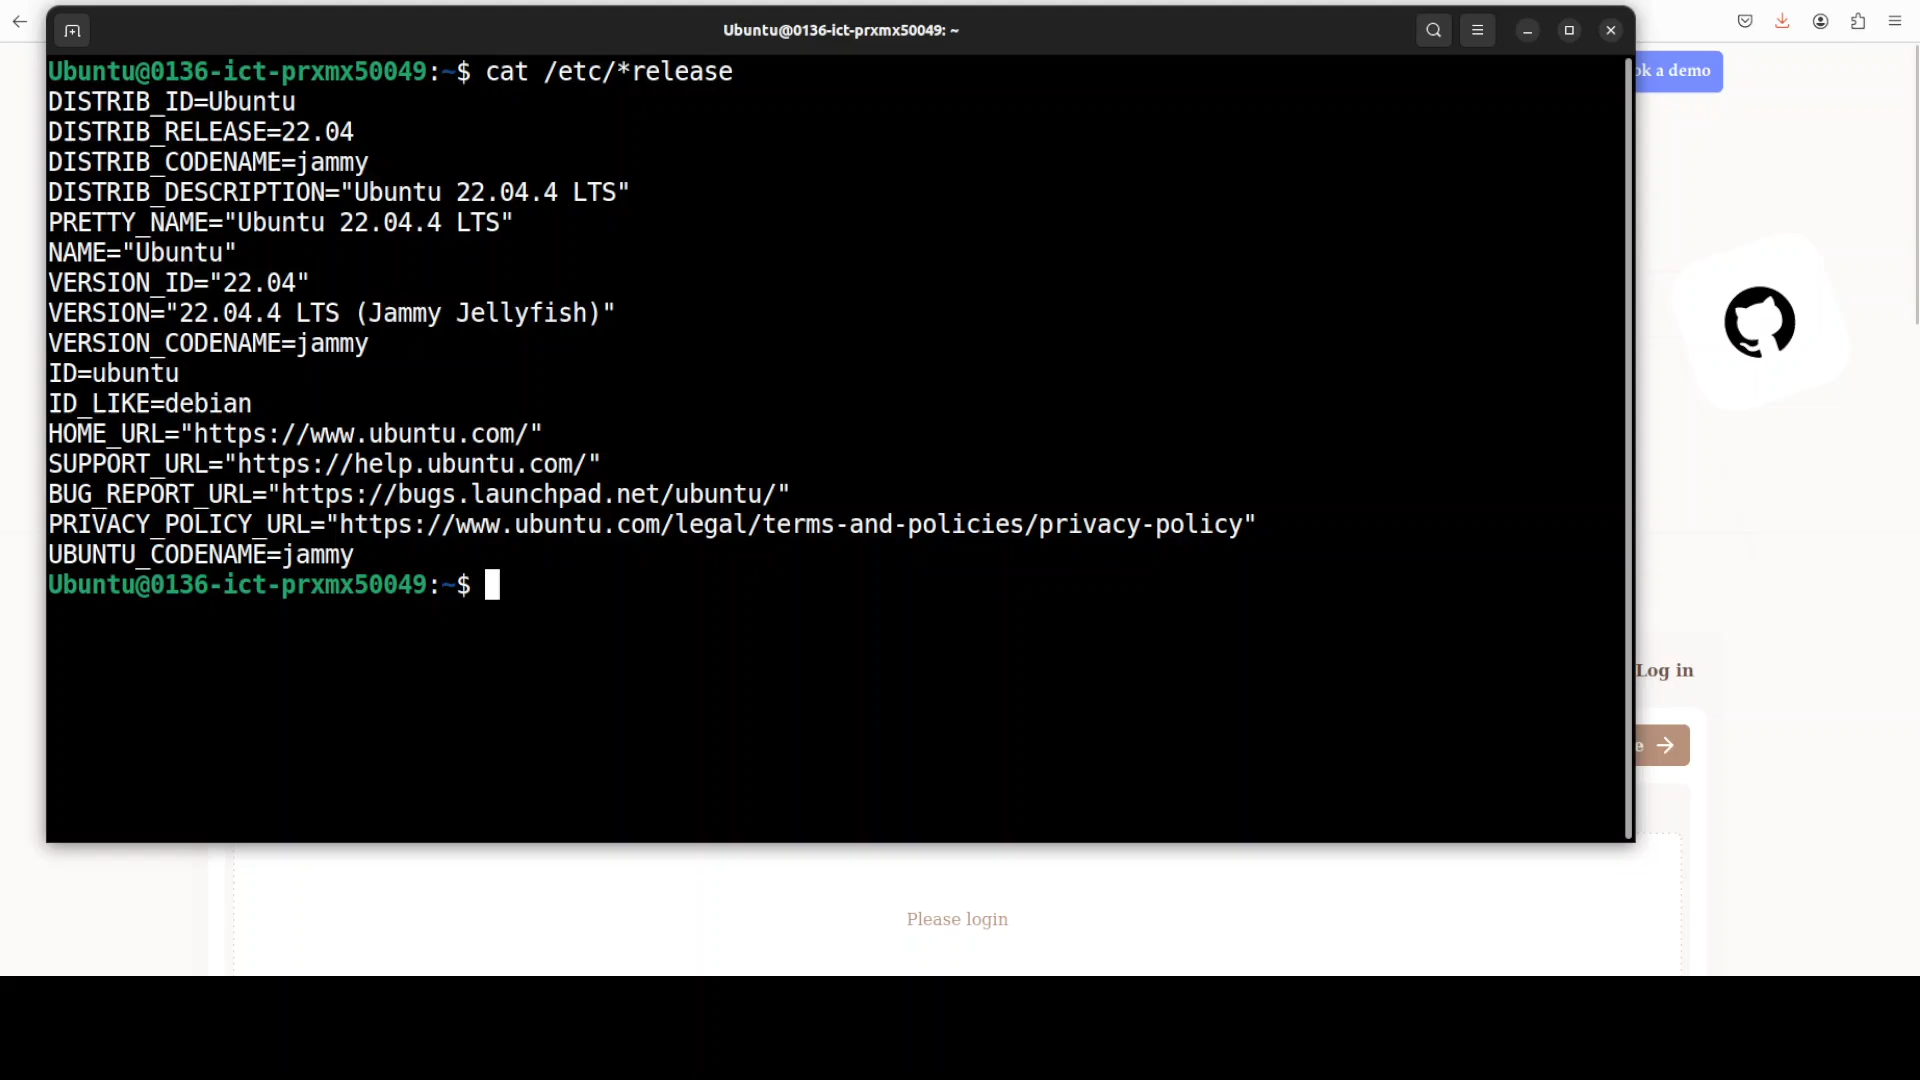 Ubuntu@0136-ict-prxmx50049: ~
Ubuntu@0136-ict-prxmx50049:~$ cat /etc/*release
DISTRIB_ID=Ubuntu
DISTRIB_RELEASE=22.04
DISTRIB_CODENAME=jammy
DISTRIB_DESCRIPTION="Ubuntu 22.04.4 LTS"
PRETTY_NAME="Ubuntu 22.04.4 LTS"
NAME="Ubuntu"
VERSION_ID="22.04"
VERSION="22.04.4 LTS (Jammy Jellyfish)"
VERSION_CODENAME=jammy
ID=ubuntu
ID_LIKE=debian
HOME_URL="https://www.ubuntu.com/"
SUPPORT_URL="https://help.ubuntu.com/"
BUG_REPORT_URL="https://bugs.launchpad.net/ubuntu/"
PRIVACY_POLICY_URL="https://www.ubuntu.com/legal/terms-and-policies/privacy-policy"
UBUNTU_CODENAME=jammy
Ubuntu@0136-ict-prxmx50049:~$
ok a demo
Log in
e
Please login